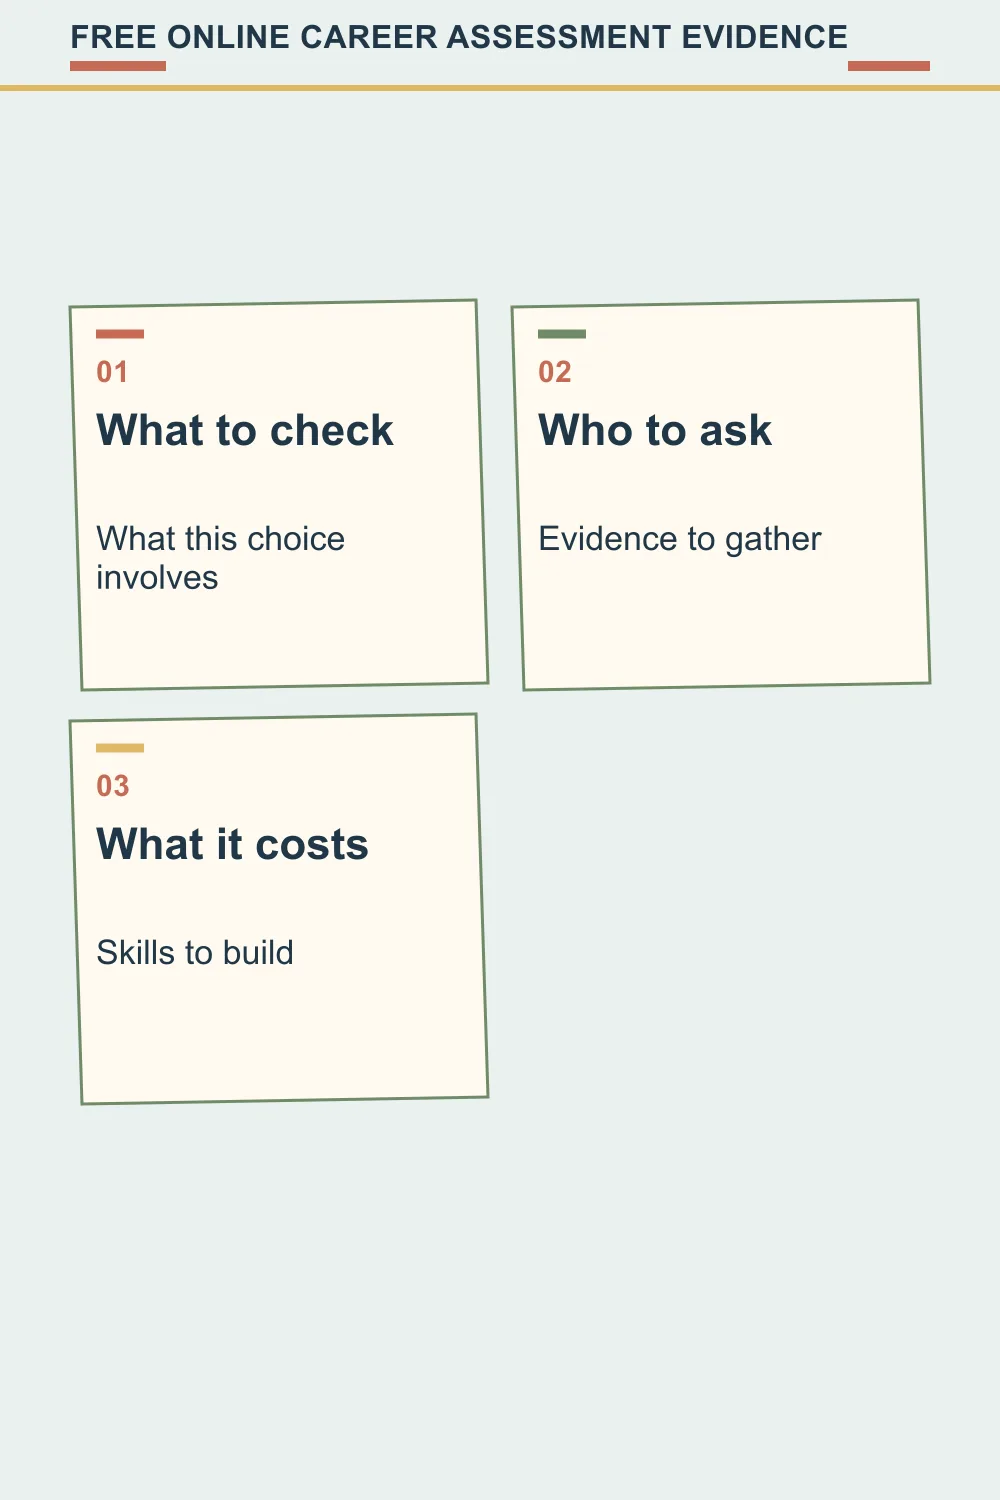 FREE ONLINE CAREER ASSESSMENT EVIDENCE
01
What to check
What this choice
involves
02
Who to ask
Evidence to gather
03
What it costs
Skills to build